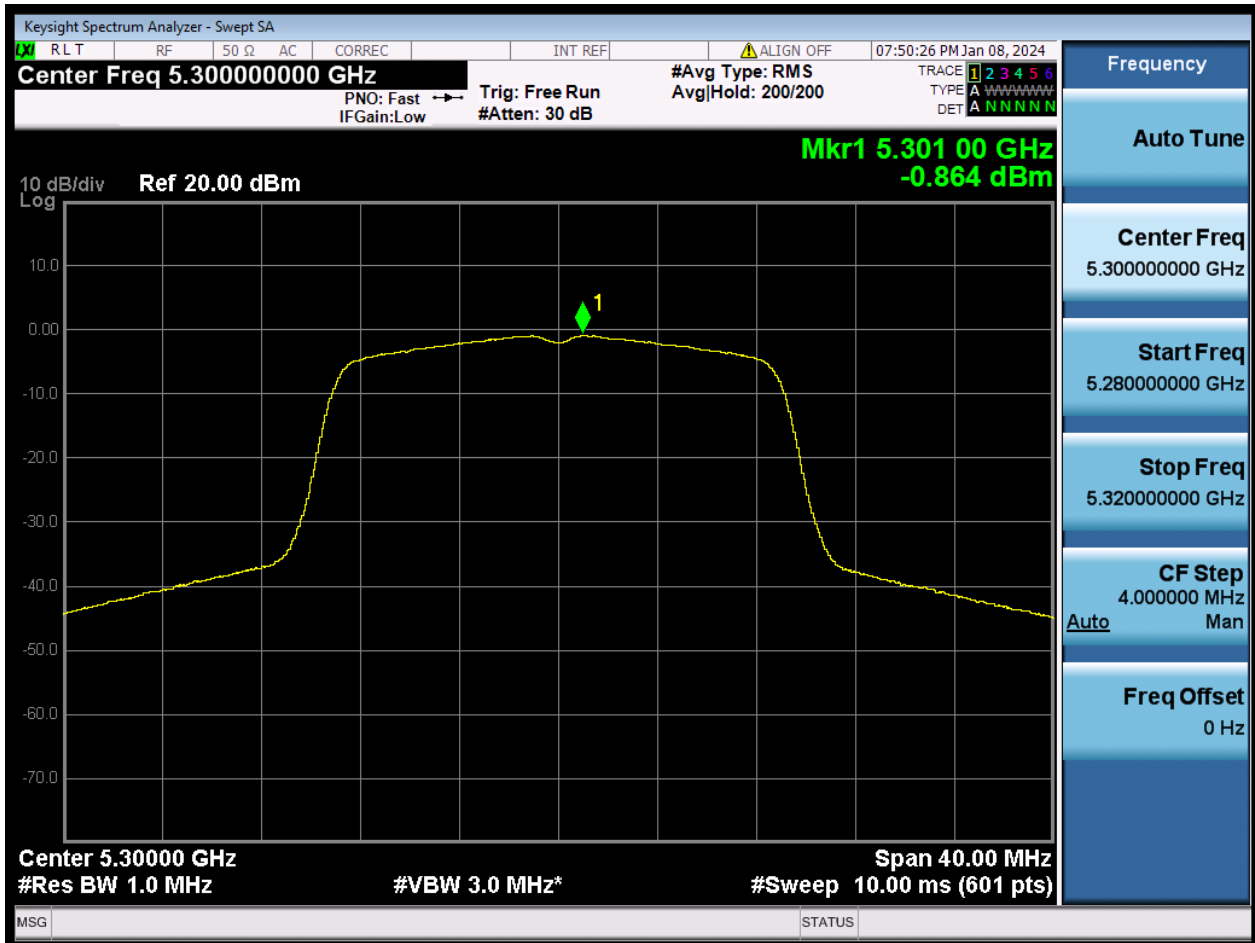 Keysight Spectrum Analyzer - Swept SA
LXI RLT RF 50 Ω AC CORREC INT REF ALIGN OFF 07:50:26 PM Jan 08, 2024
Center Freq 5.300000000 GHz
PNO: Fast
IFGain:Low
Trig: Free Run
#Atten: 30 dB
#Avg Type: RMS
Avg|Hold: 200/200
TRACE 1 2 3 4 5 6
TYPE A WWWWW
DET A N N N N N
Mkr1 5.301 00 GHz
-0.864 dBm
10 dB/div Ref 20.00 dBm
Log
10.0
0.00
-10.0
-20.0
-30.0
-40.0
-50.0
-60.0
-70.0
1
Center 5.30000 GHz Span 40.00 MHz
#Res BW 1.0 MHz #VBW 3.0 MHz* #Sweep 10.00 ms (601 pts)
MSG STATUS
Frequency
Auto Tune
Center Freq
5.300000000 GHz
Start Freq
5.280000000 GHz
Stop Freq
5.320000000 GHz
CF Step
4.000000 MHz
Auto Man
Freq Offset
0 Hz